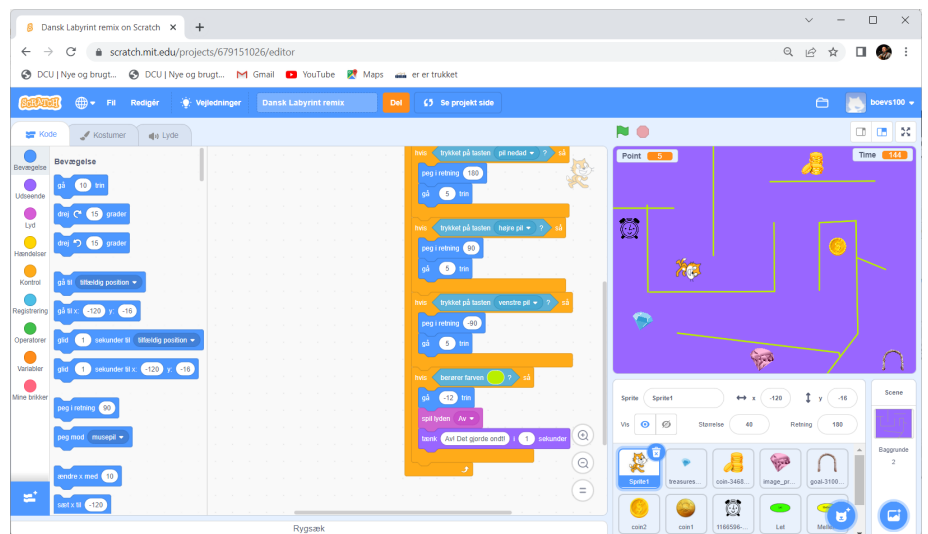 Dansk Labyrint remix on Scratch
scratch.mit.edu/projects/679151026/editor
DCU | Nye og brugt... DCU | Nye og brugt... Gmail YouTube Maps er er trukket
SCRATCH Fil Redigér Vejledninger Dansk Labyrint remix Del Se projekt side boevs100
Kode Kostumer Lyde
Bevægelse
Udseende
Lyd
Hændelser
Kontrol
Registrering
Operatorer
Variabler
Mine brikker
Bevægelse
gå 10 trin
drej 15 grader
drej 15 grader
gå til tilfældig position
gå til x: -120 y: -16
glid 1 sekunder til tilfældig position
glid 1 sekunder til x: -120 y: -16
peg i retning 90
peg mod musepil
ændre x med 10
sæt x til -120
hvis trykket på tasten pil nedad ? så
peg i retning 180
gå 5 trin
hvis trykket på tasten højre pil ? så
peg i retning 90
gå 5 trin
hvis trykket på tasten venstre pil ? så
peg i retning -90
gå 5 trin
hvis berører farven ? så
gå -12 trin
spil lyden Av
tænk Av! Det gjorde ondt! i 1 sekunder
Rygsæk
Point 5
Time 144
Sprite Sprite1 x -120 y -16
Vis Størrelse 40 Retning 180
Sprite1 treasures... coin-3468... image_pr... goal-3100...
coin2 coin1 1166596-... Let
Scene
Baggrunde
2